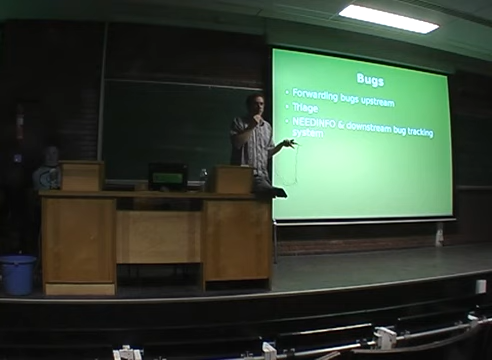 Bugs
• Forwarding bugs upstream
• Triage
• NEEDINFO & downstream bug tracking
system